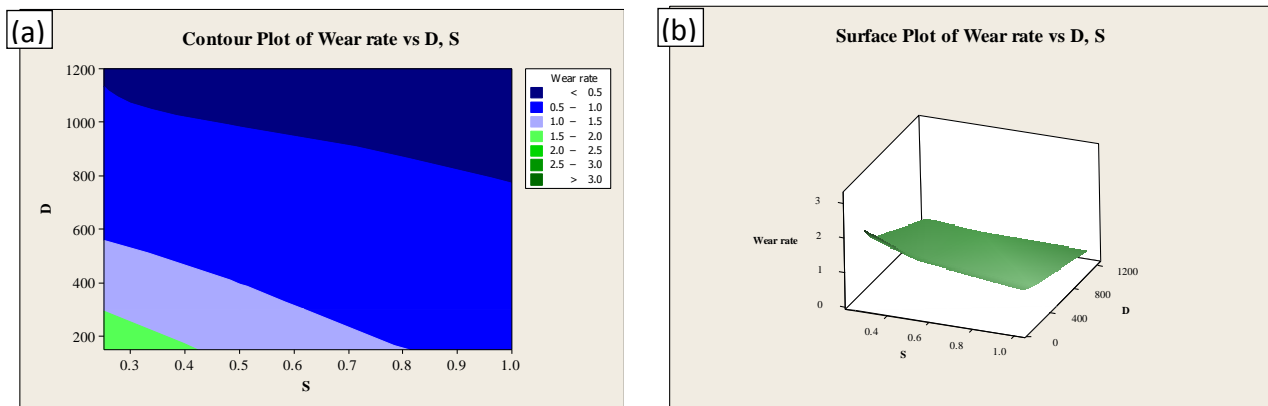 (a)
Contour Plot of Wear rate vs D, S
1200
1000
800
600
400
200
D
0.3 0.4 0.5 0.6 0.7 0.8 0.9 1.0
S
Wear rate
< 0.5
0.5 – 1.0
1.0 – 1.5
1.5 – 2.0
2.0 – 2.5
2.5 – 3.0
> 3.0
(b)
Surface Plot of Wear rate vs D, S
3
2
1
0
Wear rate
0.4 0.6 0.8 1.0
S
0
400
800
1200
D